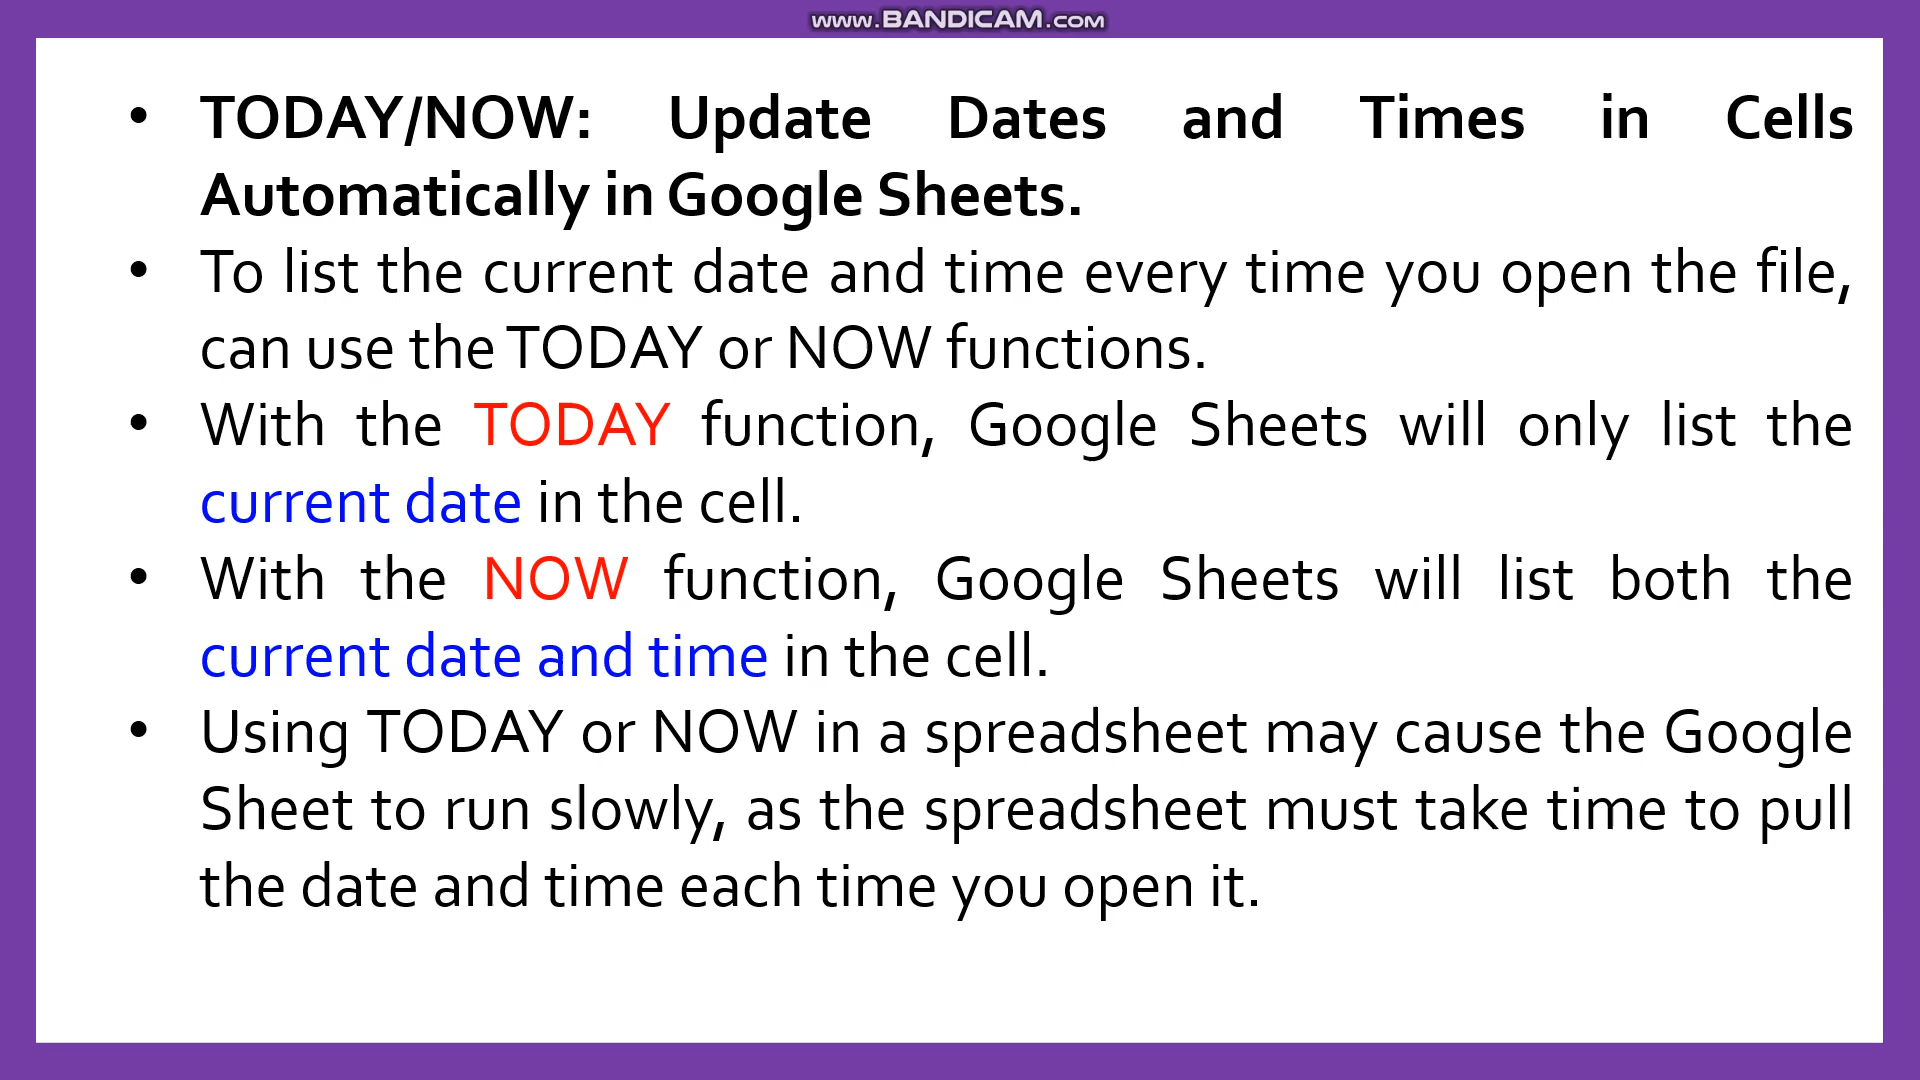 www.BANDICAM.com
• TODAY/NOW: Update Dates and Times in Cells
Automatically in Google Sheets.
• To list the current date and time every time you open the file,
can use the TODAY or NOW functions.
• With the TODAY function, Google Sheets will only list the
current date in the cell.
• With the NOW function, Google Sheets will list both the
current date and time in the cell.
• Using TODAY or NOW in a spreadsheet may cause the Google
Sheet to run slowly, as the spreadsheet must take time to pull
the date and time each time you open it.